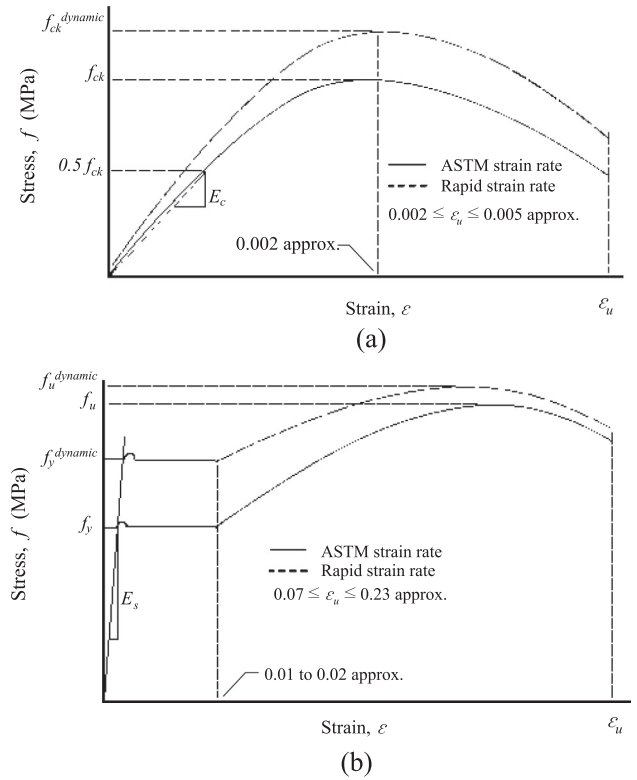 f_ck^dynamic
f_ck
0.5 f_ck
Stress, f (MPa)
E_c
ASTM strain rate
Rapid strain rate
0.002 ≤ ε_u ≤ 0.005 approx.
0.002 approx.
Strain, ε
ε_u
(a)
f_u^dynamic
f_u
f_y^dynamic
f_y
Stress, f (MPa)
E_s
ASTM strain rate
Rapid strain rate
0.07 ≤ ε_u ≤ 0.23 approx.
0.01 to 0.02 approx.
Strain, ε
ε_u
(b)